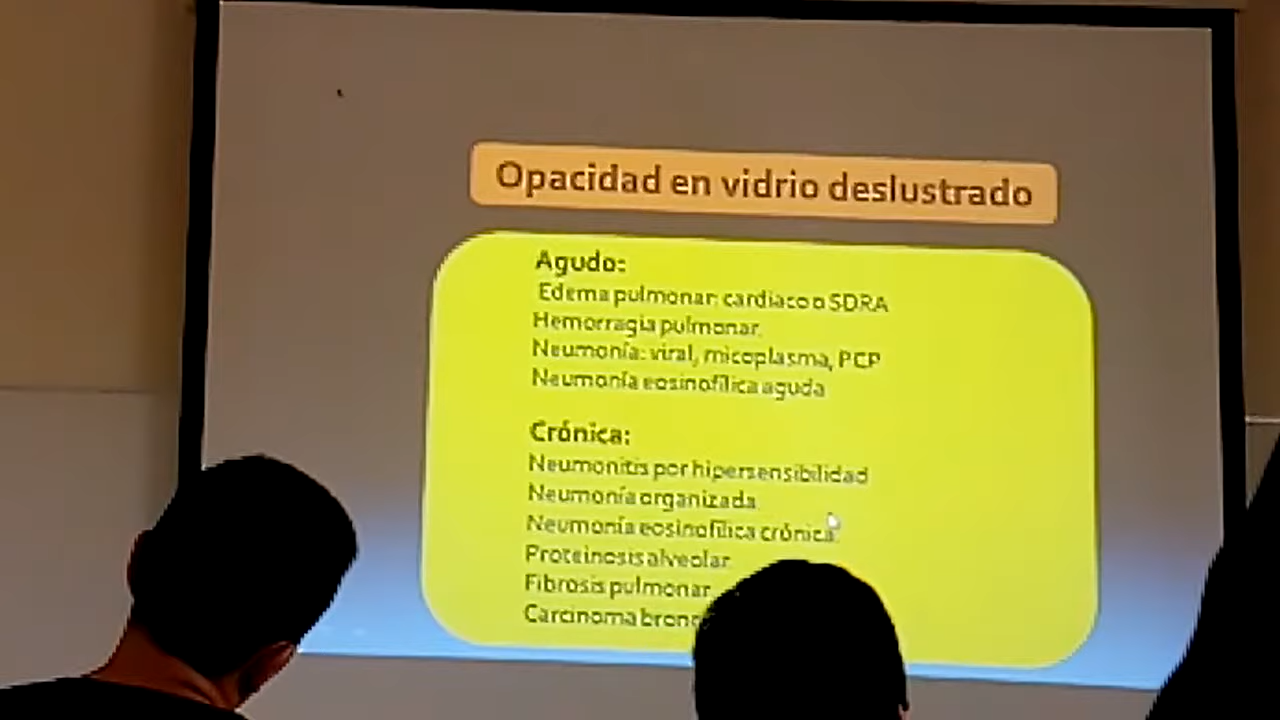 Opacidad en vidrio deslustrado
Agudo:
Edema pulmonar: cardiaco o SDRA
Hemorragia pulmonar.
Neumonía: viral, micoplasma, PCP
Neumonía eosinofílica aguda
Crónica:
Neumonitis por hipersensibilidad
Neumonía organizada
Neumonía eosinofílica crónica.
Proteinosis alveolar
Fibrosis pulmonar
Carcinoma